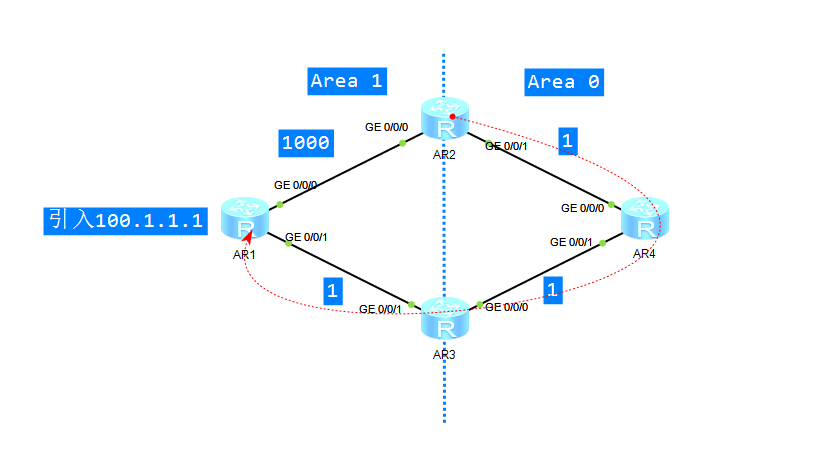 Area 1
Area 0
1000
GE 0/0/0
AR2
GE 0/0/1
1
GE 0/0/0
引入100.1.1.1
R
R
R
R
AR1
GE 0/0/1
GE 0/0/0
GE 0/0/1
AR4
1
GE 0/0/1
1
GE 0/0/0
AR3